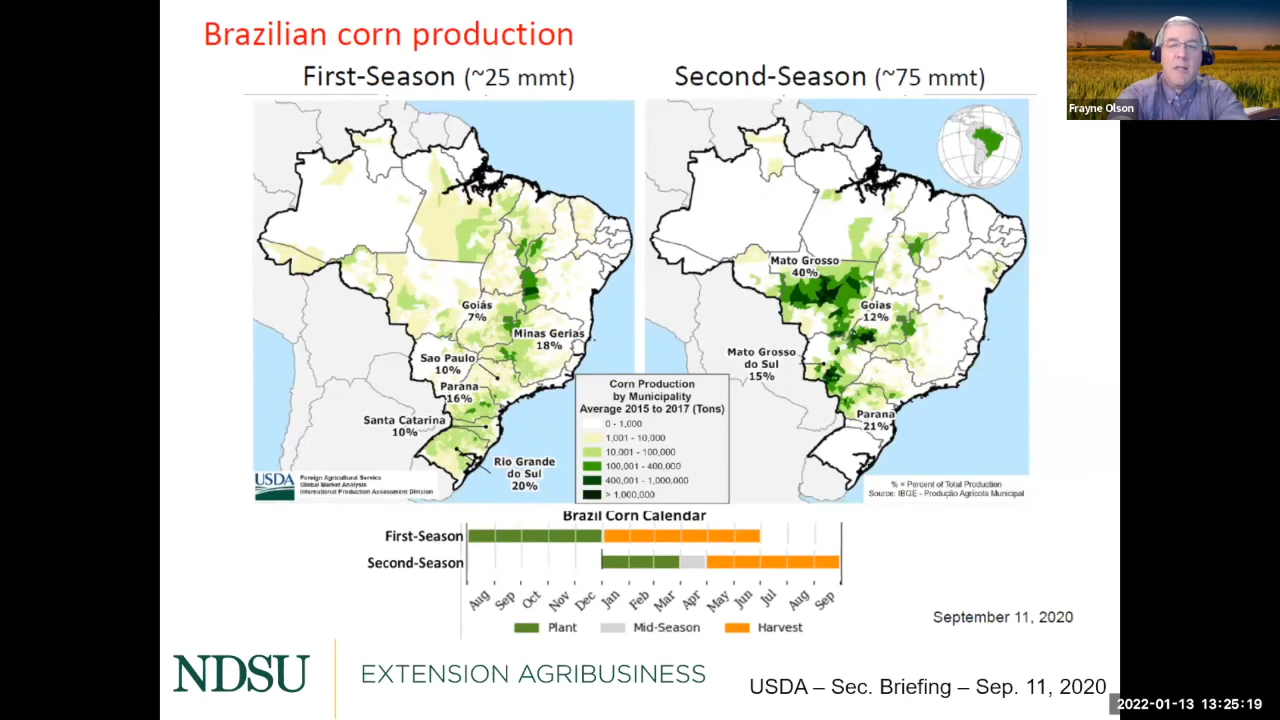 Brazilian corn production
First-Season (~25 mmt)
Second-Season (~75 mmt)
Frayne Olson
Goiás
7%
Minas Gerias
18%
Sao Paulo
10%
Parana
16%
Santa Catarina
10%
Rio Grande
do Sul
20%
USDA
Foreign Agricultural Service
Global Market Analysis
International Production Assessment Division
Mato Grosso
40%
Goias
12%
Mato Grosso
do Sul
15%
Parana
21%
% = Percent of Total Production
Source: IBGE - Produção Agrícola Municipal
Corn Production
by Municipality
Average 2015 to 2017 (Tons)
0 - 1,000
1,001 - 10,000
10,001 - 100,000
100,001 - 400,000
400,001 - 1,000,000
> 1,000,000
Brazil Corn Calendar
First-Season
Second-Season
Aug Sep Oct Nov Dec Jan Feb Mar Apr May Jun Jul Aug Sep
Plant Mid-Season Harvest
September 11, 2020
NDSU EXTENSION AGRIBUSINESS
USDA – Sec. Briefing – Sep. 11, 2020
2022-01-13 13:25:19